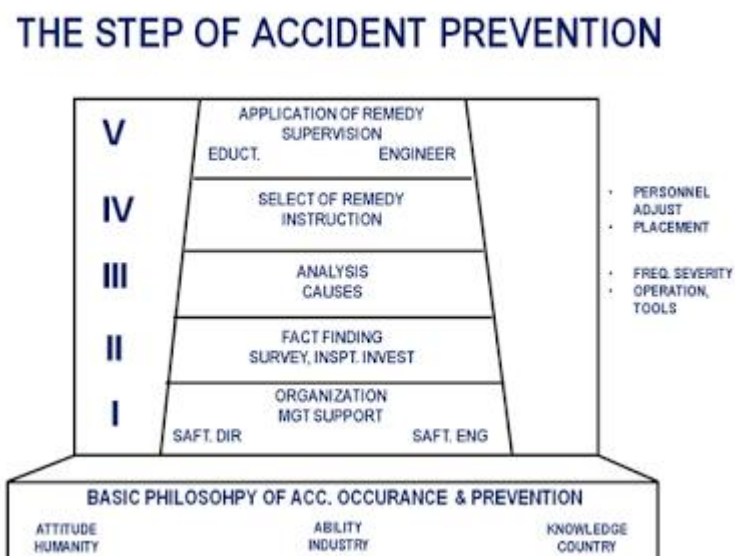 THE STEP OF ACCIDENT PREVENTION
V
APPLICATION OF REMEDY
SUPERVISION
EDUCT. ENGINEER
IV
SELECT OF REMEDY
INSTRUCTION
· PERSONNEL
ADJUST
· PLACEMENT
III
ANALYSIS
CAUSES
· FREQ. SEVERITY
· OPERATION,
TOOLS
II
FACT FINDING
SURVEY, INSPT. INVEST
I
ORGANIZATION
MGT SUPPORT
SAFT. DIR SAFT. ENG
BASIC PHILOSOHPY OF ACC. OCCURANCE & PREVENTION
ATTITUDE ABILITY KNOWLEDGE
HUMANITY INDUSTRY COUNTRY